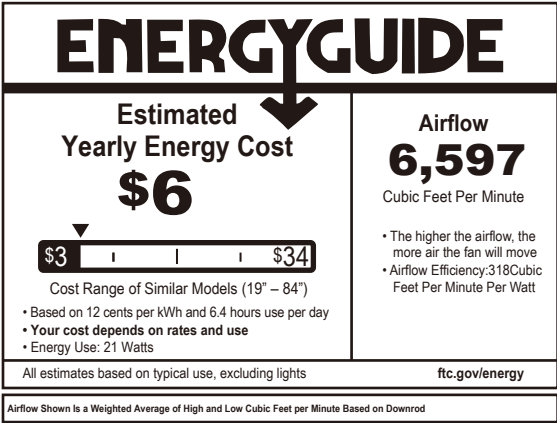 ENERGYGUIDE
Estimated
Yearly Energy Cost
$6
$3
$34
Cost Range of Similar Models (19” – 84”)
• Based on 12 cents per kWh and 6.4 hours use per day
• Your cost depends on rates and use
• Energy Use: 21 Watts
Airflow
6,597
Cubic Feet Per Minute
• The higher the airflow, the
more air the fan will move
• Airflow Efficiency:318Cubic
Feet Per Minute Per Watt
All estimates based on typical use, excluding lights
ftc.gov/energy
Airflow Shown Is a Weighted Average of High and Low Cubic Feet per Minute Based on Downrod